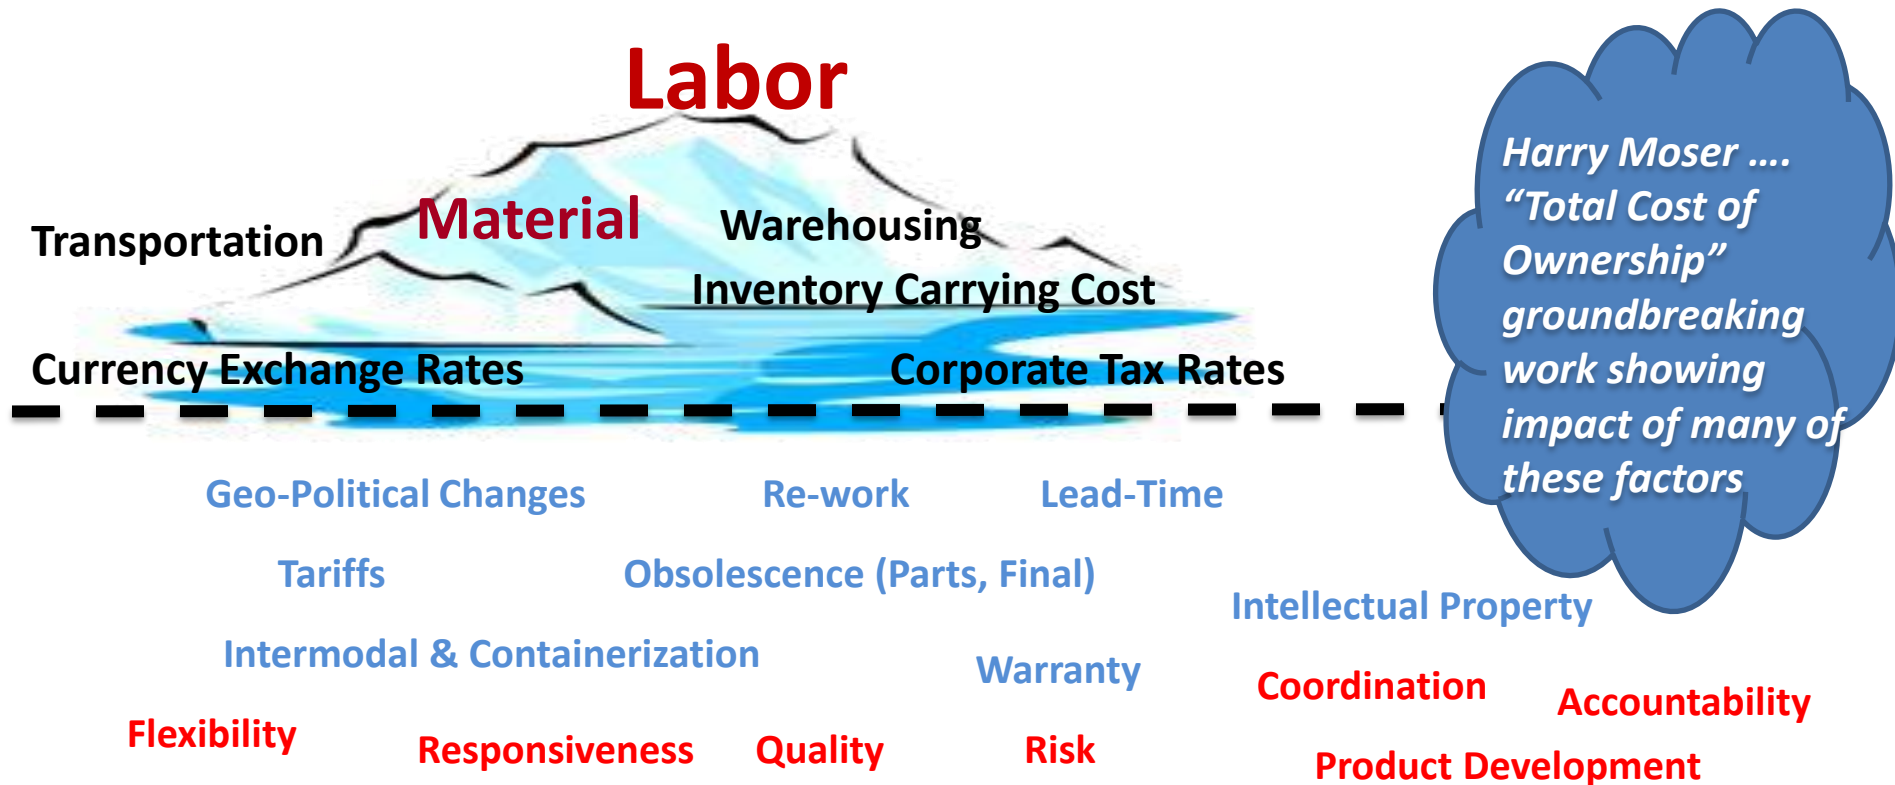 Labor
Material
Warehousing
Transportation
Inventory Carrying Cost
Currency Exchange Rates
Corporate Tax Rates
Harry Moser ....
“Total Cost of
Ownership”
groundbreaking
work showing
impact of many of
these factors
Geo-Political Changes
Re-work
Lead-Time
Tariffs
Obsolescence (Parts, Final)
Intellectual Property
Intermodal & Containerization
Warranty
Coordination
Accountability
Flexibility
Responsiveness
Quality
Risk
Product Development